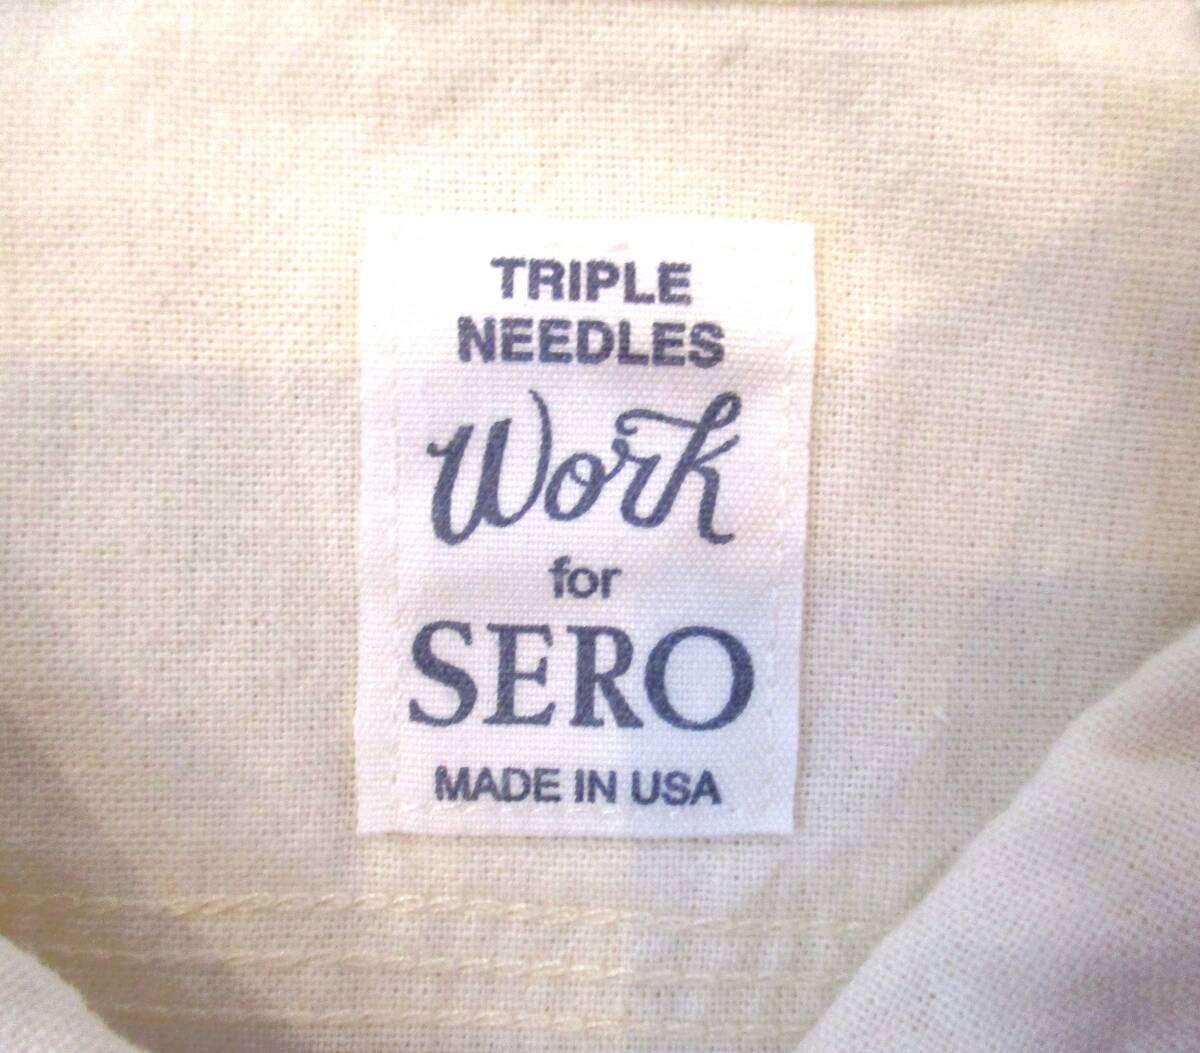 TRIPLE
NEEDLES
Work
for
SERO
MADE IN USA